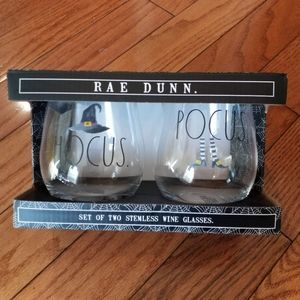 RAE DUNN.
HOCUS.
POCUS.
SET OF TWO STEMLESS WINE GLASSES.